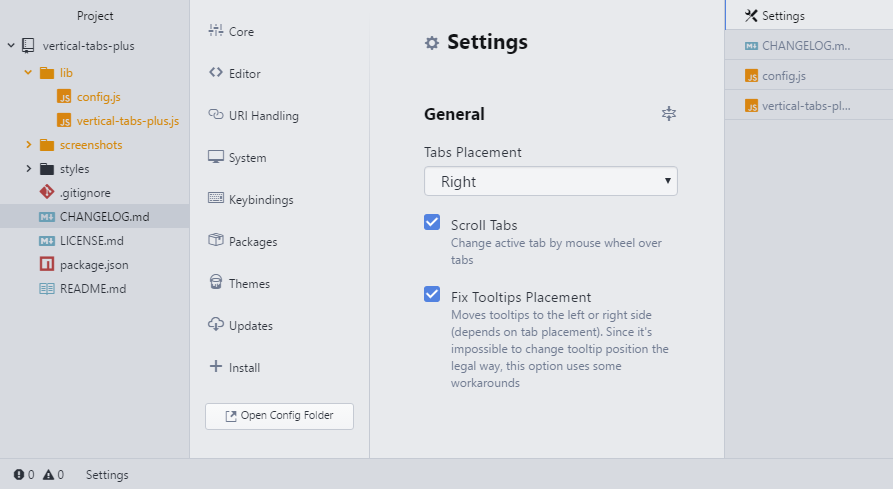 Project
vertical-tabs-plus
lib
config.js
vertical-tabs-plus.js
screenshots
styles
.gitignore
CHANGELOG.md
LICENSE.md
package.json
README.md
Core
Editor
URI Handling
System
Keybindings
Packages
Themes
Updates
Install
Open Config Folder
Settings
General
Tabs Placement
Right
Scroll Tabs
Change active tab by mouse wheel over
tabs
Fix Tooltips Placement
Moves tooltips to the left or right side
(depends on tab placement). Since it's
impossible to change tooltip position the
legal way, this option uses some
workarounds
Settings
CHANGELOG.m..
config.js
vertical-tabs-pl...
0 0 Settings